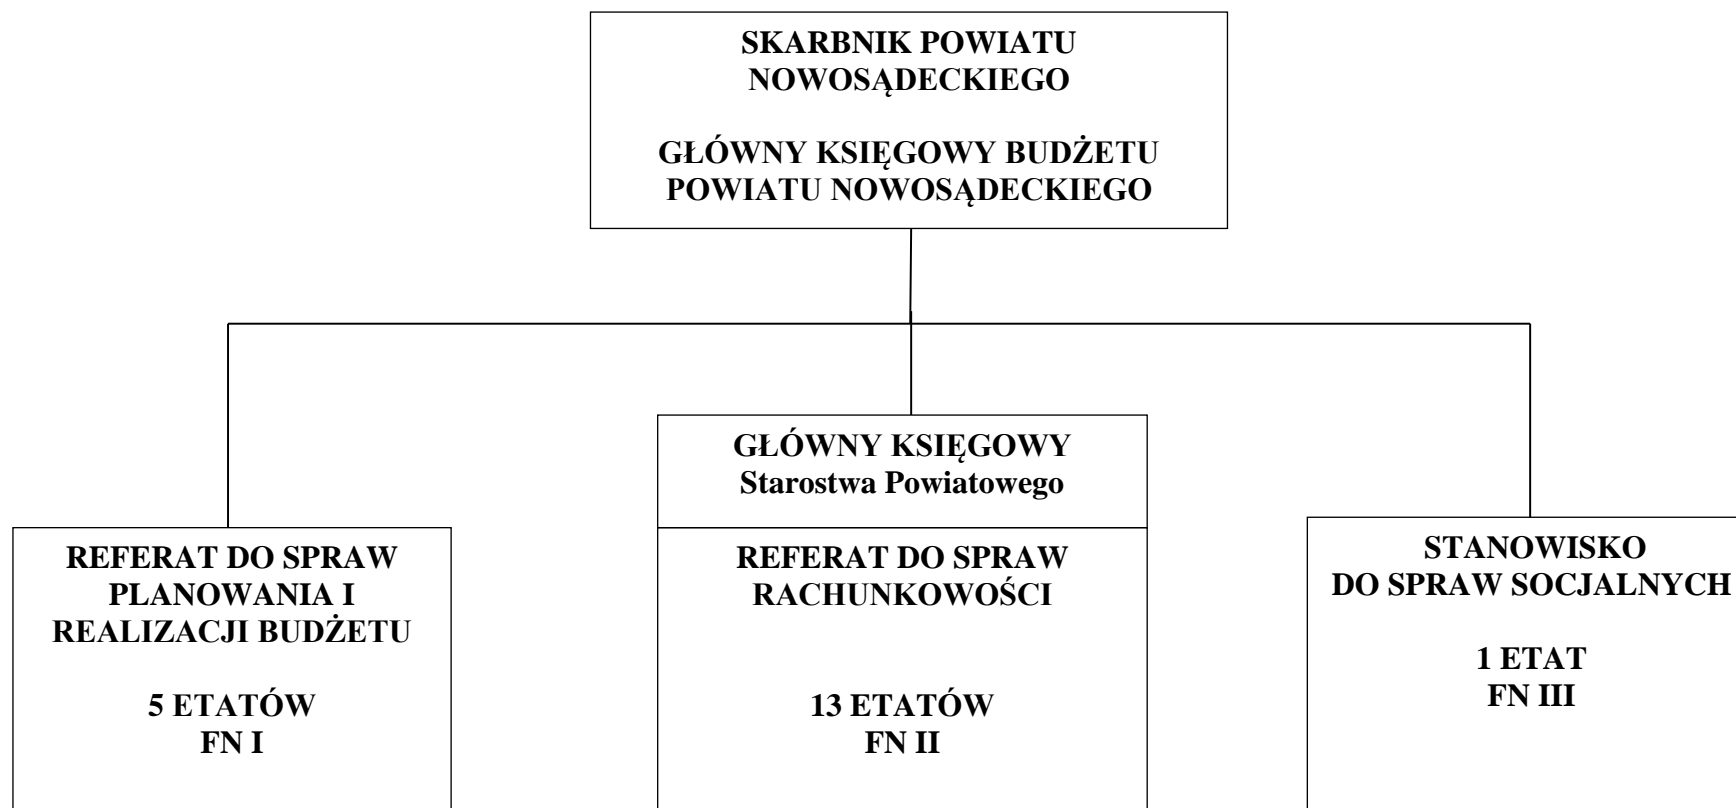 SKARBNIK POWIATU
NOWOSĄDECKIEGO
GŁÓWNY KSIĘGOWY BUDŻETU
POWIATU NOWOSĄDECKIEGO
GŁÓWNY KSIĘGOWY
Starostwa Powiatowego
REFERAT DO SPRAW
PLANOWANIA I
REALIZACJI BUDŻETU
5 ETATÓW
FN I
REFERAT DO SPRAW
RACHUNKOWOŚCI
13 ETATÓW
FN II
STANOWISKO
DO SPRAW SOCJALNYCH
1 ETAT
FN III